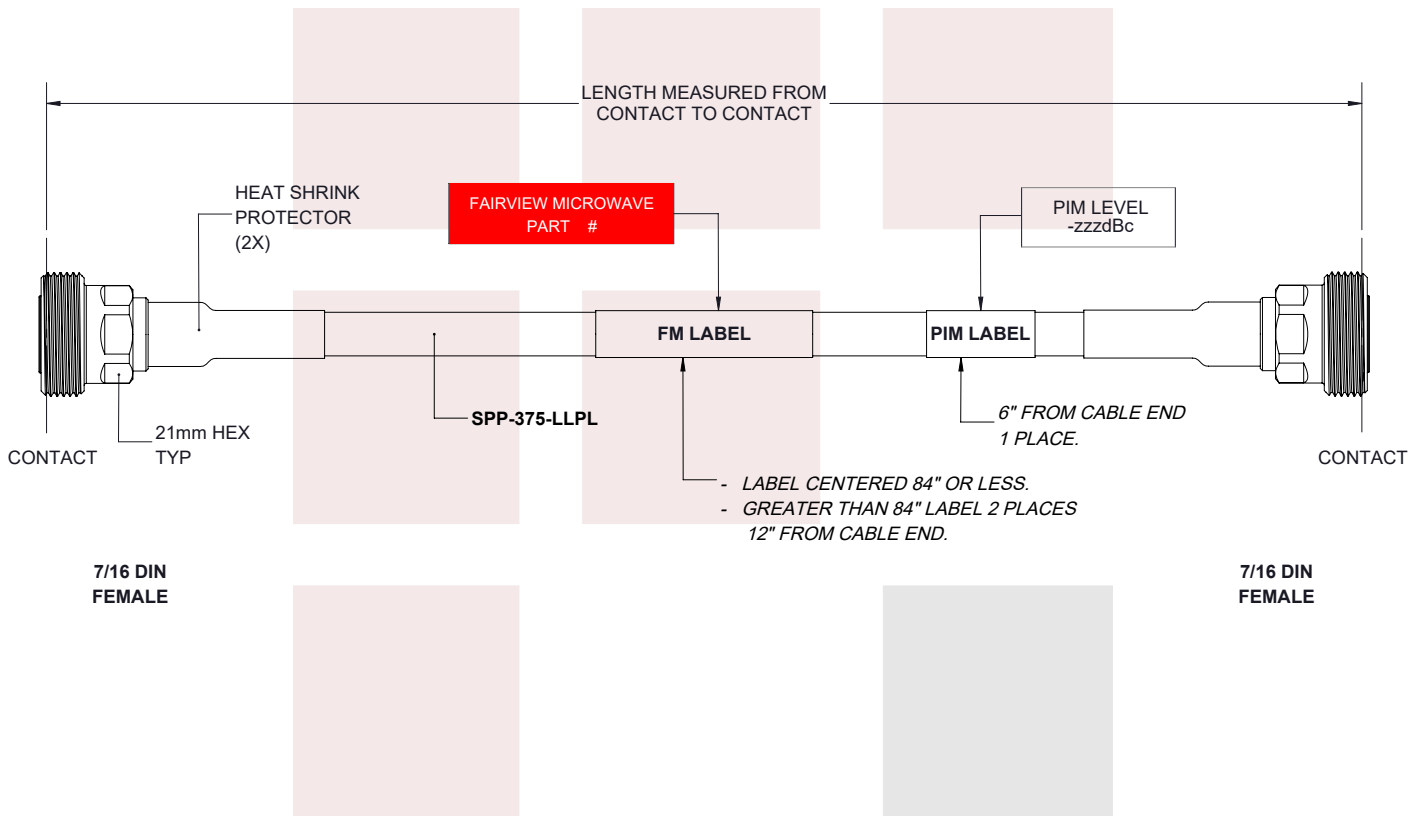 LENGTH MEASURED FROM
CONTACT TO CONTACT
HEAT SHRINK
PROTECTOR
(2X)
FAIRVIEW MICROWAVE
PART #
PIM LEVEL
-zzzdBc
FM LABEL
PIM LABEL
SPP-375-LLPL
6" FROM CABLE END
1 PLACE.
21mm HEX
TYP
CONTACT
CONTACT
- LABEL CENTERED 84" OR LESS.
- GREATER THAN 84" LABEL 2 PLACES
12" FROM CABLE END.
7/16 DIN
FEMALE
7/16 DIN
FEMALE